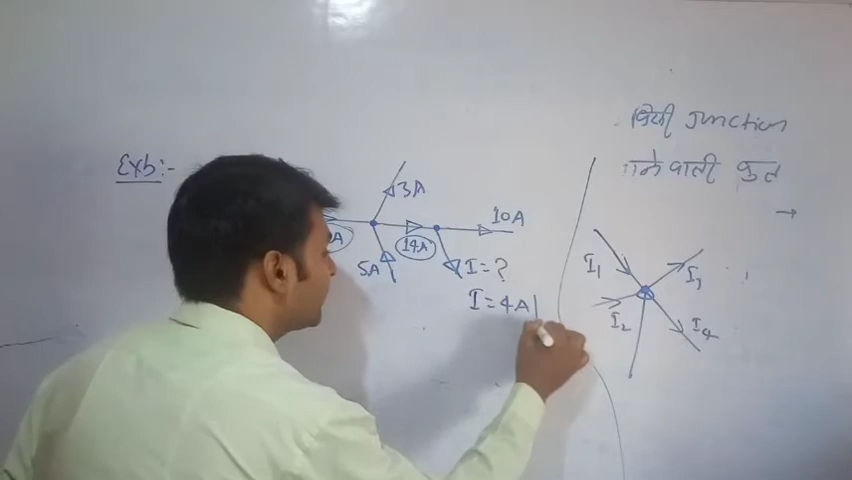 किसी Junction
वाली कुल
Exb:-
3A
10A
14A
5A
I=?
I=4A
I₁
I₂
I₃
I₄